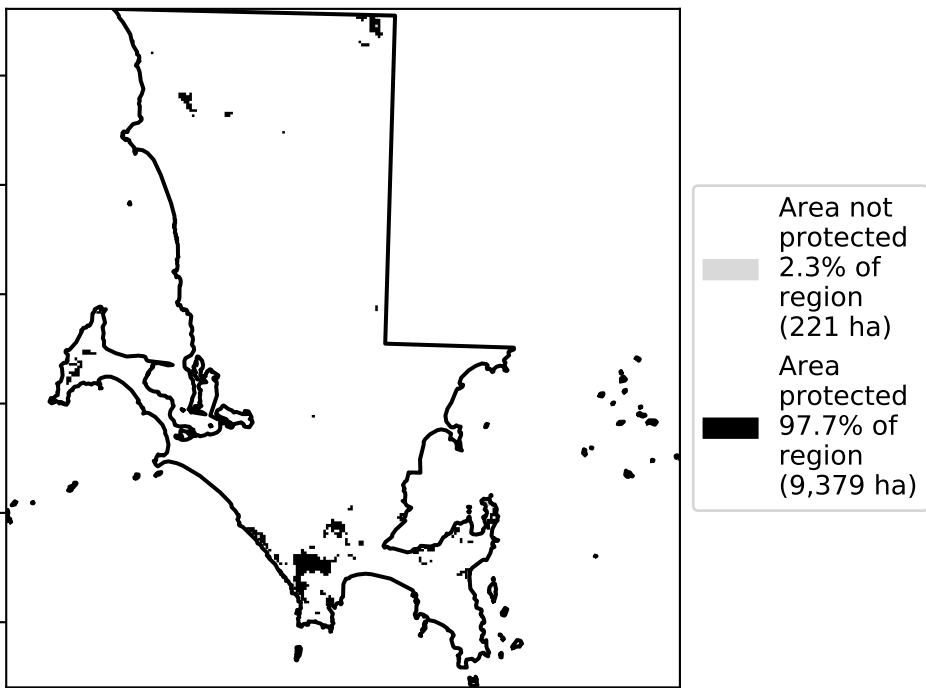 Area not
protected
2.3% of
region
(221 ha)
Area
protected
97.7% of
region
(9,379 ha)